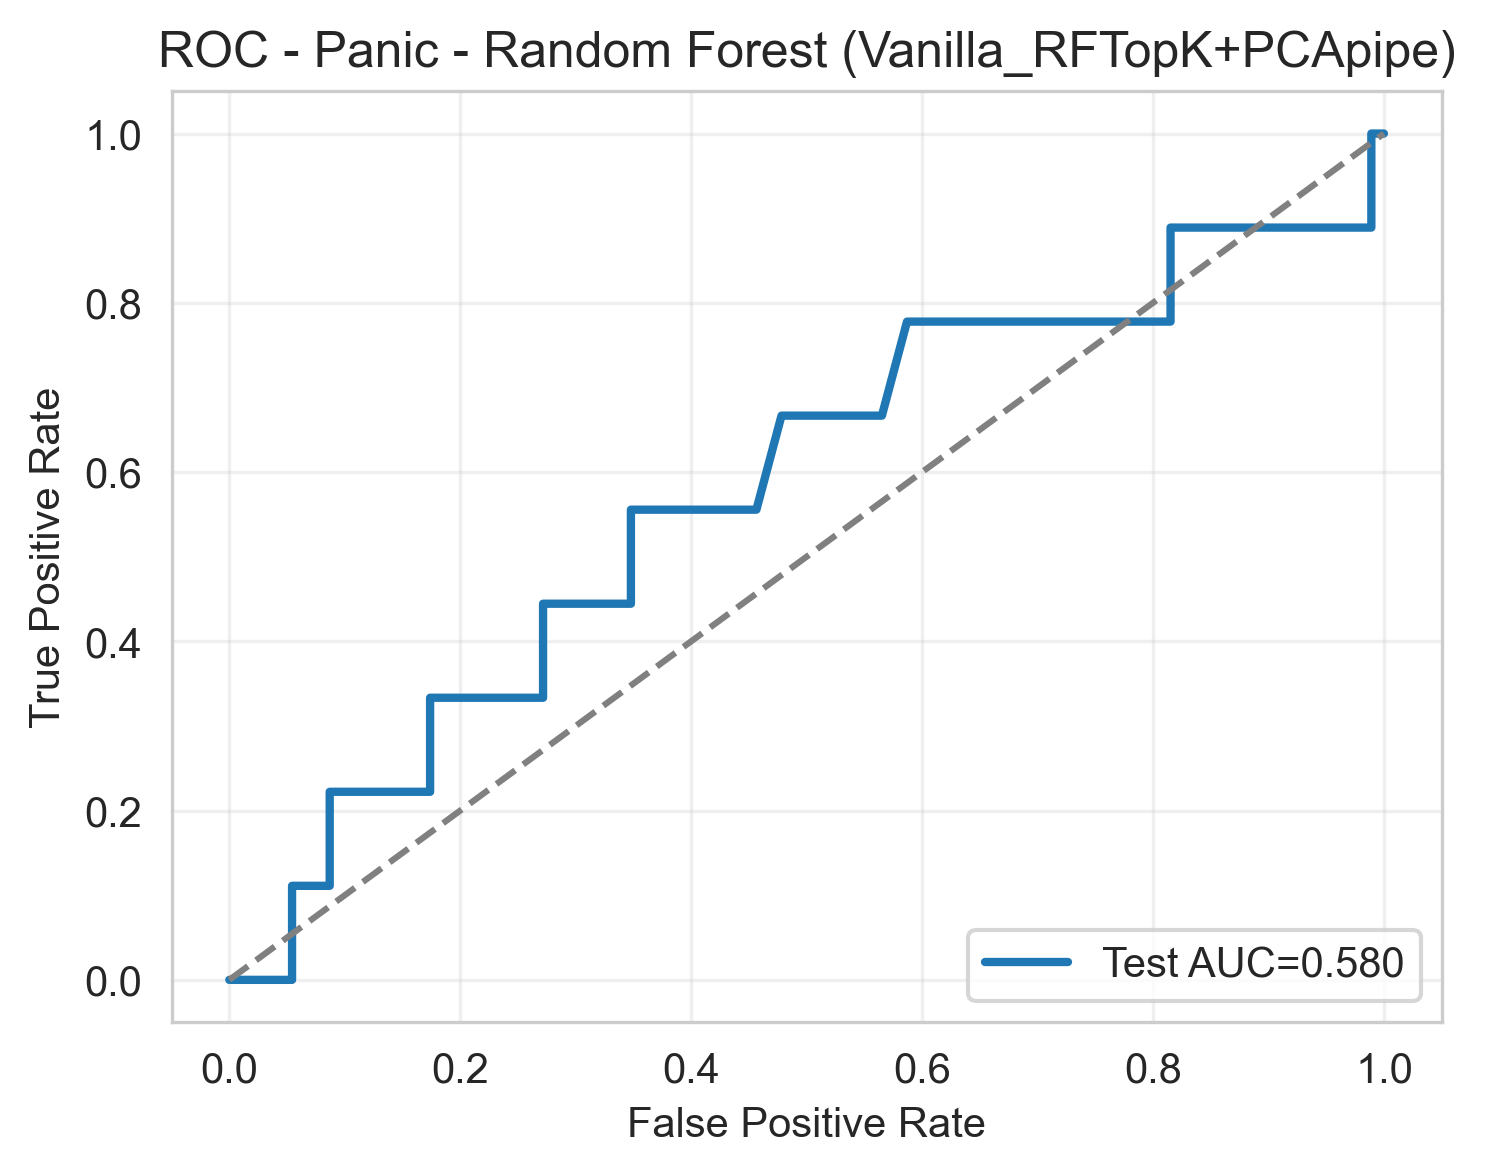 ROC - Panic - Random Forest (Vanilla_RFTopK+PCApipe)
True Positive Rate
1.0
0.8
0.6
0.4
0.2
0.0
Test AUC=0.580
0.0 0.2 0.4 0.6 0.8 1.0
False Positive Rate